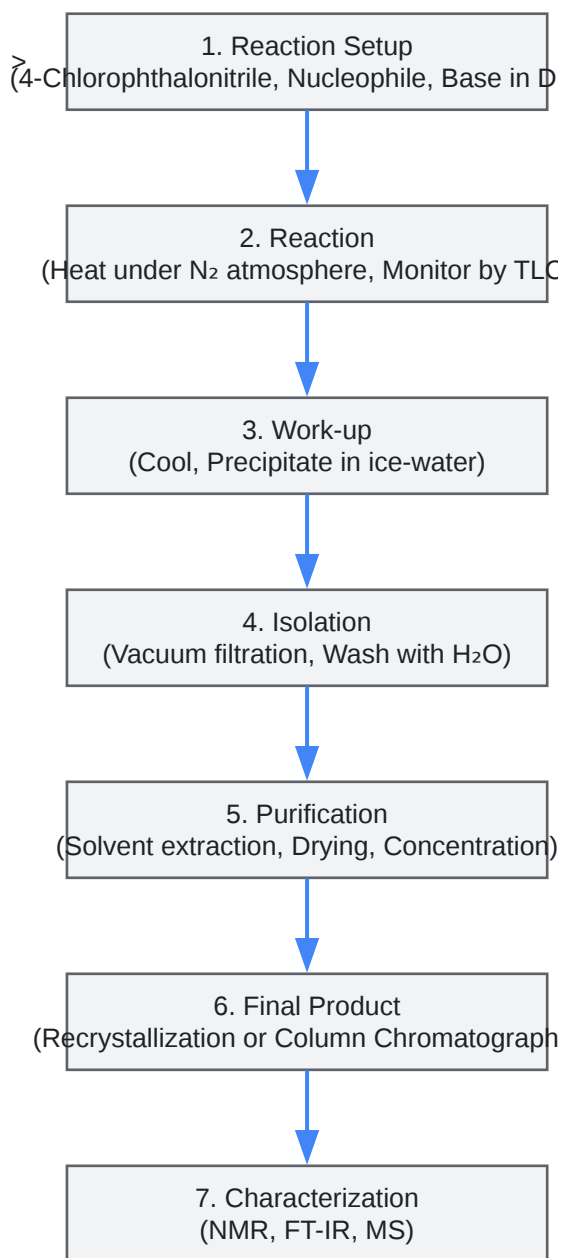 1. Reaction Setup
>
(4-Chlorophthalonitrile, Nucleophile, Base in D
2. Reaction
(Heat under N₂ atmosphere, Monitor by TLC
3. Work-up
(Cool, Precipitate in ice-water)
4. Isolation
(Vacuum filtration, Wash with H₂O)
5. Purification
(Solvent extraction, Drying, Concentration)
6. Final Product
(Recrystallization or Column Chromatograph
7. Characterization
(NMR, FT-IR, MS)